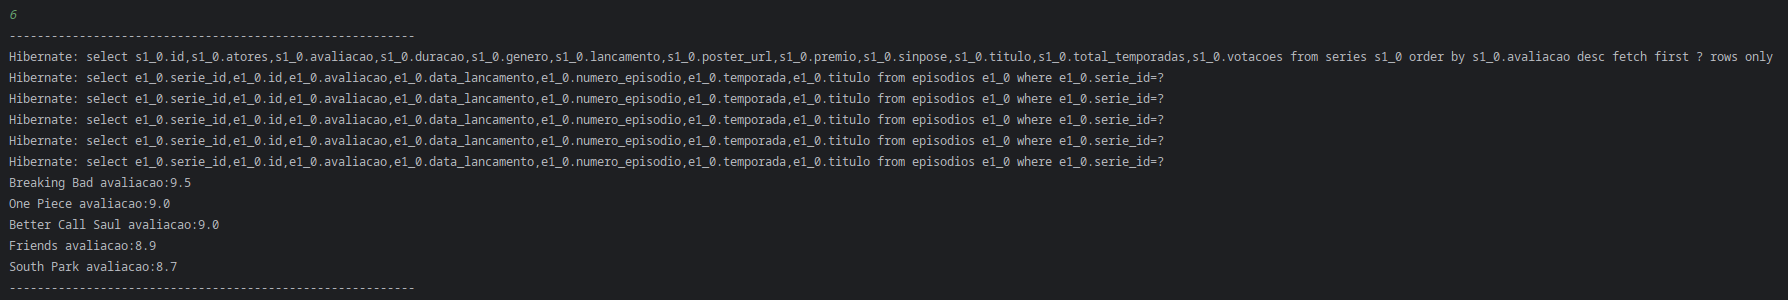 6
----------------------------------------------------------
Hibernate: select s1_0.id,s1_0.atores,s1_0.avaliacao,s1_0.duracao,s1_0.genero,s1_0.lancamento,s1_0.poster_url,s1_0.premio,s1_0.sinpose,s1_0.titulo,s1_0.total_temporadas,s1_0.votacoes from series s1_0 order by s1_0.avaliacao desc fetch first ? rows only
Hibernate: select e1_0.serie_id,e1_0.id,e1_0.avaliacao,e1_0.data_lancamento,e1_0.numero_episodio,e1_0.temporada,e1_0.titulo from episodios e1_0 where e1_0.serie_id=?
Hibernate: select e1_0.serie_id,e1_0.id,e1_0.avaliacao,e1_0.data_lancamento,e1_0.numero_episodio,e1_0.temporada,e1_0.titulo from episodios e1_0 where e1_0.serie_id=?
Hibernate: select e1_0.serie_id,e1_0.id,e1_0.avaliacao,e1_0.data_lancamento,e1_0.numero_episodio,e1_0.temporada,e1_0.titulo from episodios e1_0 where e1_0.serie_id=?
Hibernate: select e1_0.serie_id,e1_0.id,e1_0.avaliacao,e1_0.data_lancamento,e1_0.numero_episodio,e1_0.temporada,e1_0.titulo from episodios e1_0 where e1_0.serie_id=?
Hibernate: select e1_0.serie_id,e1_0.id,e1_0.avaliacao,e1_0.data_lancamento,e1_0.numero_episodio,e1_0.temporada,e1_0.titulo from episodios e1_0 where e1_0.serie_id=?
Breaking Bad avaliacao:9.5
One Piece avaliacao:9.0
Better Call Saul avaliacao:9.0
Friends avaliacao:8.9
South Park avaliacao:8.7
----------------------------------------------------------